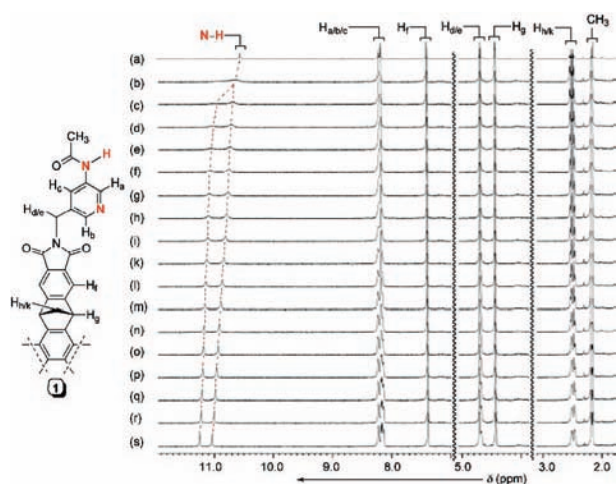 N–H
Ha/b/c
Hf
Hd/e
Hg
Hh/k
CH3
(a)
(b)
(c)
(d)
(e)
(f)
(g)
(h)
(i)
(k)
(l)
(m)
(n)
(o)
(p)
(q)
(r)
(s)
CH3
O
N
H
Hc
Ha
N
Hd/e
Hb
N
O
O
Hf
Hh/k
Hg
1
11.0 10.0 9.0 8.0 5.0 4.0 3.0 2.0
δ (ppm)